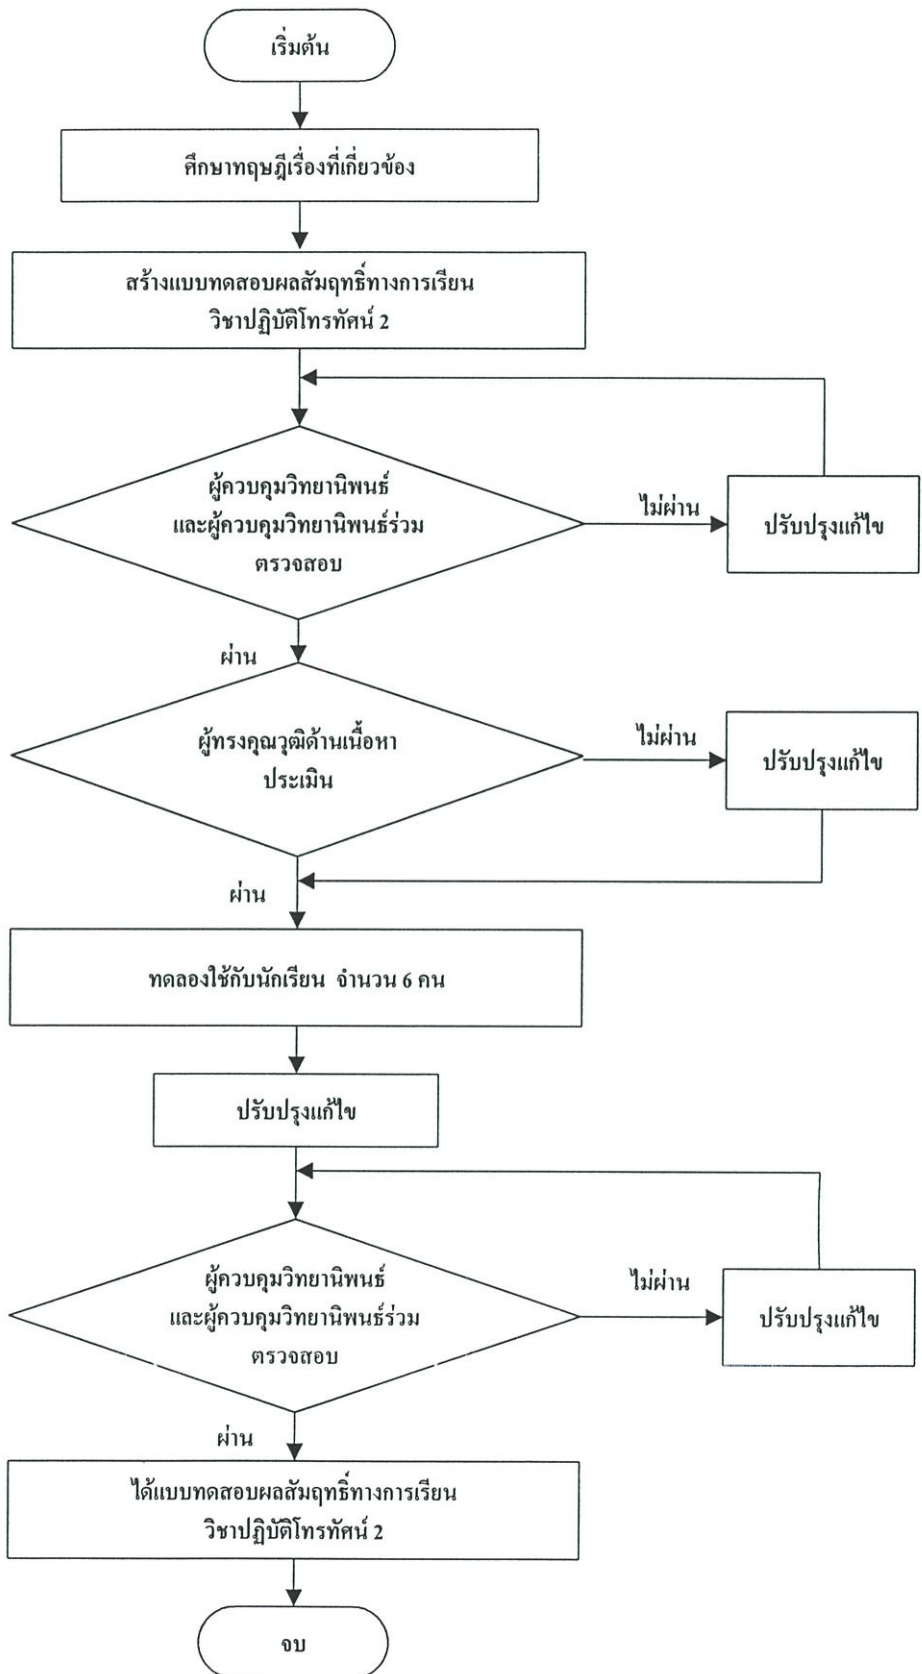 เริ่มต้น
ศึกษาทฤษฎีเรื่องที่เกี่ยวข้อง
สร้างแบบทดสอบผลสัมฤทธิ์ทางการเรียน
วิชาปฏิบัติโทรทัศน์ 2
ผู้ควบคุมวิทยานิพนธ์
และผู้ควบคุมวิทยานิพนธ์ร่วม
ตรวจสอบ
ไม่ผ่าน
ปรับปรุงแก้ไข
ผ่าน
ผู้ทรงคุณวุฒิด้านเนื้อหา
ประเมิน
ไม่ผ่าน
ปรับปรุงแก้ไข
ผ่าน
ทดลองใช้กับนักเรียน จำนวน 6 คน
ปรับปรุงแก้ไข
ผู้ควบคุมวิทยานิพนธ์
และผู้ควบคุมวิทยานิพนธ์ร่วม
ตรวจสอบ
ไม่ผ่าน
ปรับปรุงแก้ไข
ผ่าน
ได้แบบทดสอบผลสัมฤทธิ์ทางการเรียน
วิชาปฏิบัติโทรทัศน์ 2
จบ